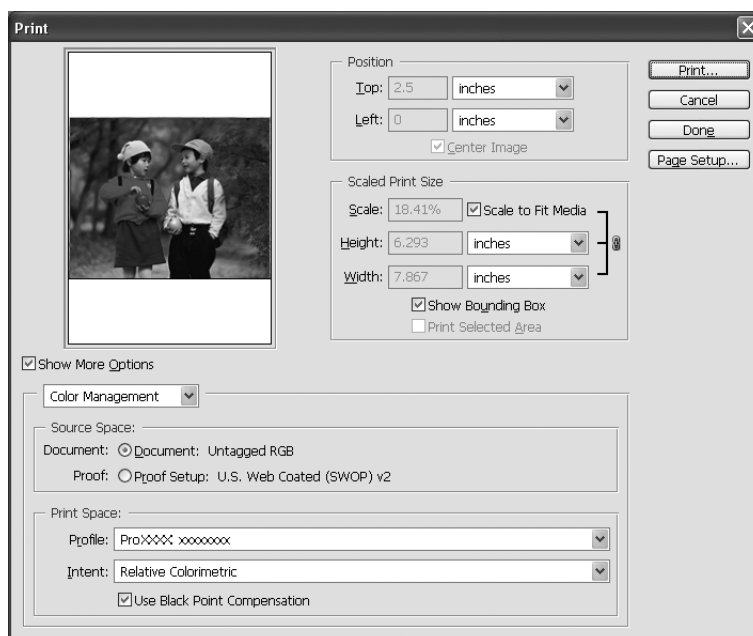 Print
Position
Top: 2.5 inches
Left: 0 inches
Center Image
Scaled Print Size
Scale: 18.41% Scale to Fit Media
Height: 6.293 inches
Width: 7.867 inches
Show Bounding Box
Print Selected Area
Print...
Cancel
Done
Page Setup...
Show More Options
Color Management
Source Space:
Document: Document: Untagged RGB
Proof: Proof Setup: U.S. Web Coated (SWOP) v2
Print Space:
Profile: ProXXXX xxxxxxxx
Intent: Relative Colorimetric
Use Black Point Compensation